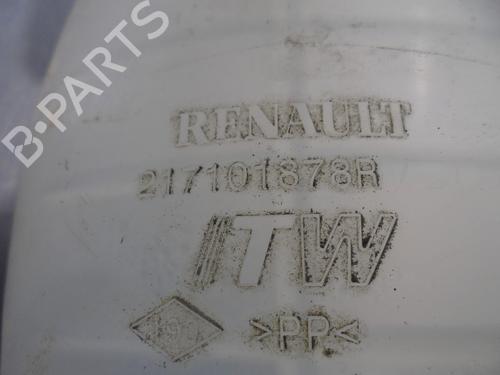 B-PARTS
RENAULT
217101878R
ITW
>PP<